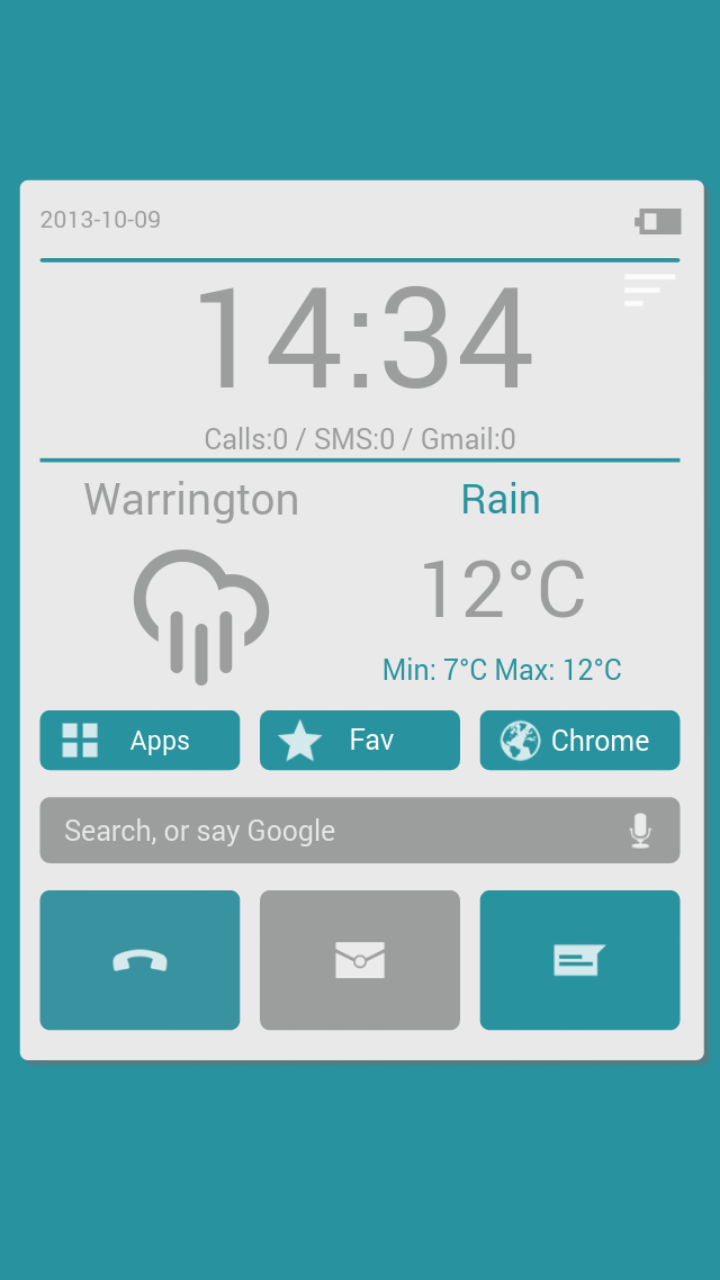 2013-10-09
14:34
Calls:0 / SMS:0 / Gmail:0
Warrington
Rain
12°C
Min: 7°C Max: 12°C
Apps
Fav
Chrome
Search, or say Google